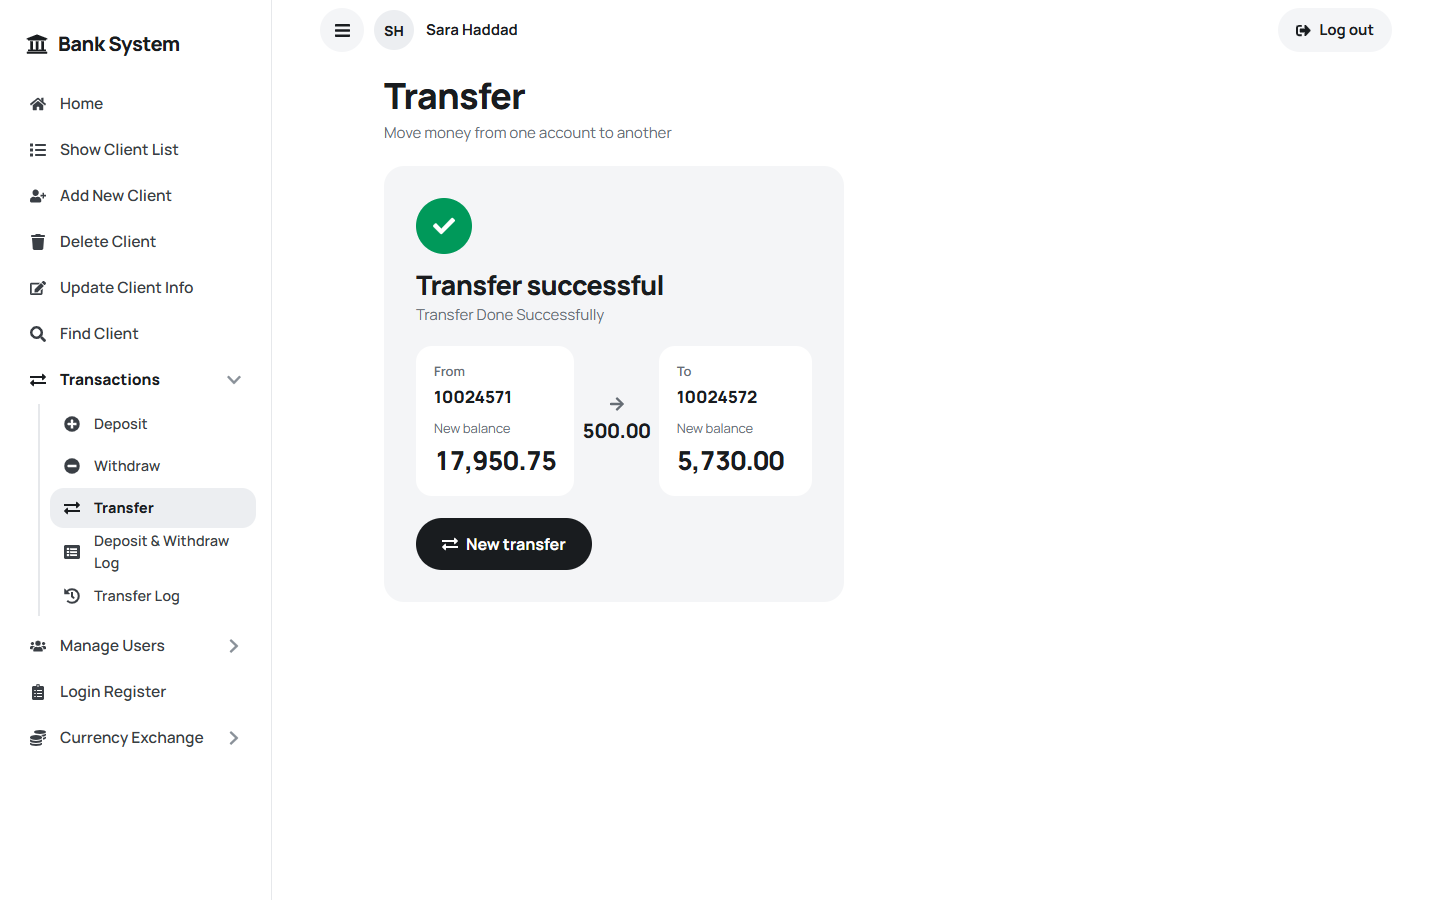 Bank System
Home
Show Client List
Add New Client
Delete Client
Update Client Info
Find Client
Transactions
Deposit
Withdraw
Transfer
Deposit & Withdraw
Log
Transfer Log
Manage Users
Login Register
Currency Exchange
SH
Sara Haddad
Log out
Transfer
Move money from one account to another
Transfer successful
Transfer Done Successfully
From
10024571
New balance
17,950.75
500.00
To
10024572
New balance
5,730.00
New transfer